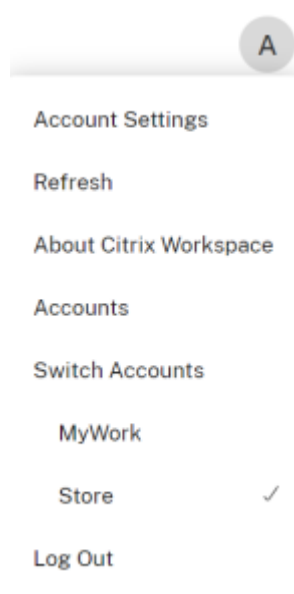 A
Account Settings
Refresh
About Citrix Workspace
Accounts
Switch Accounts
MyWork
Store
Log Out